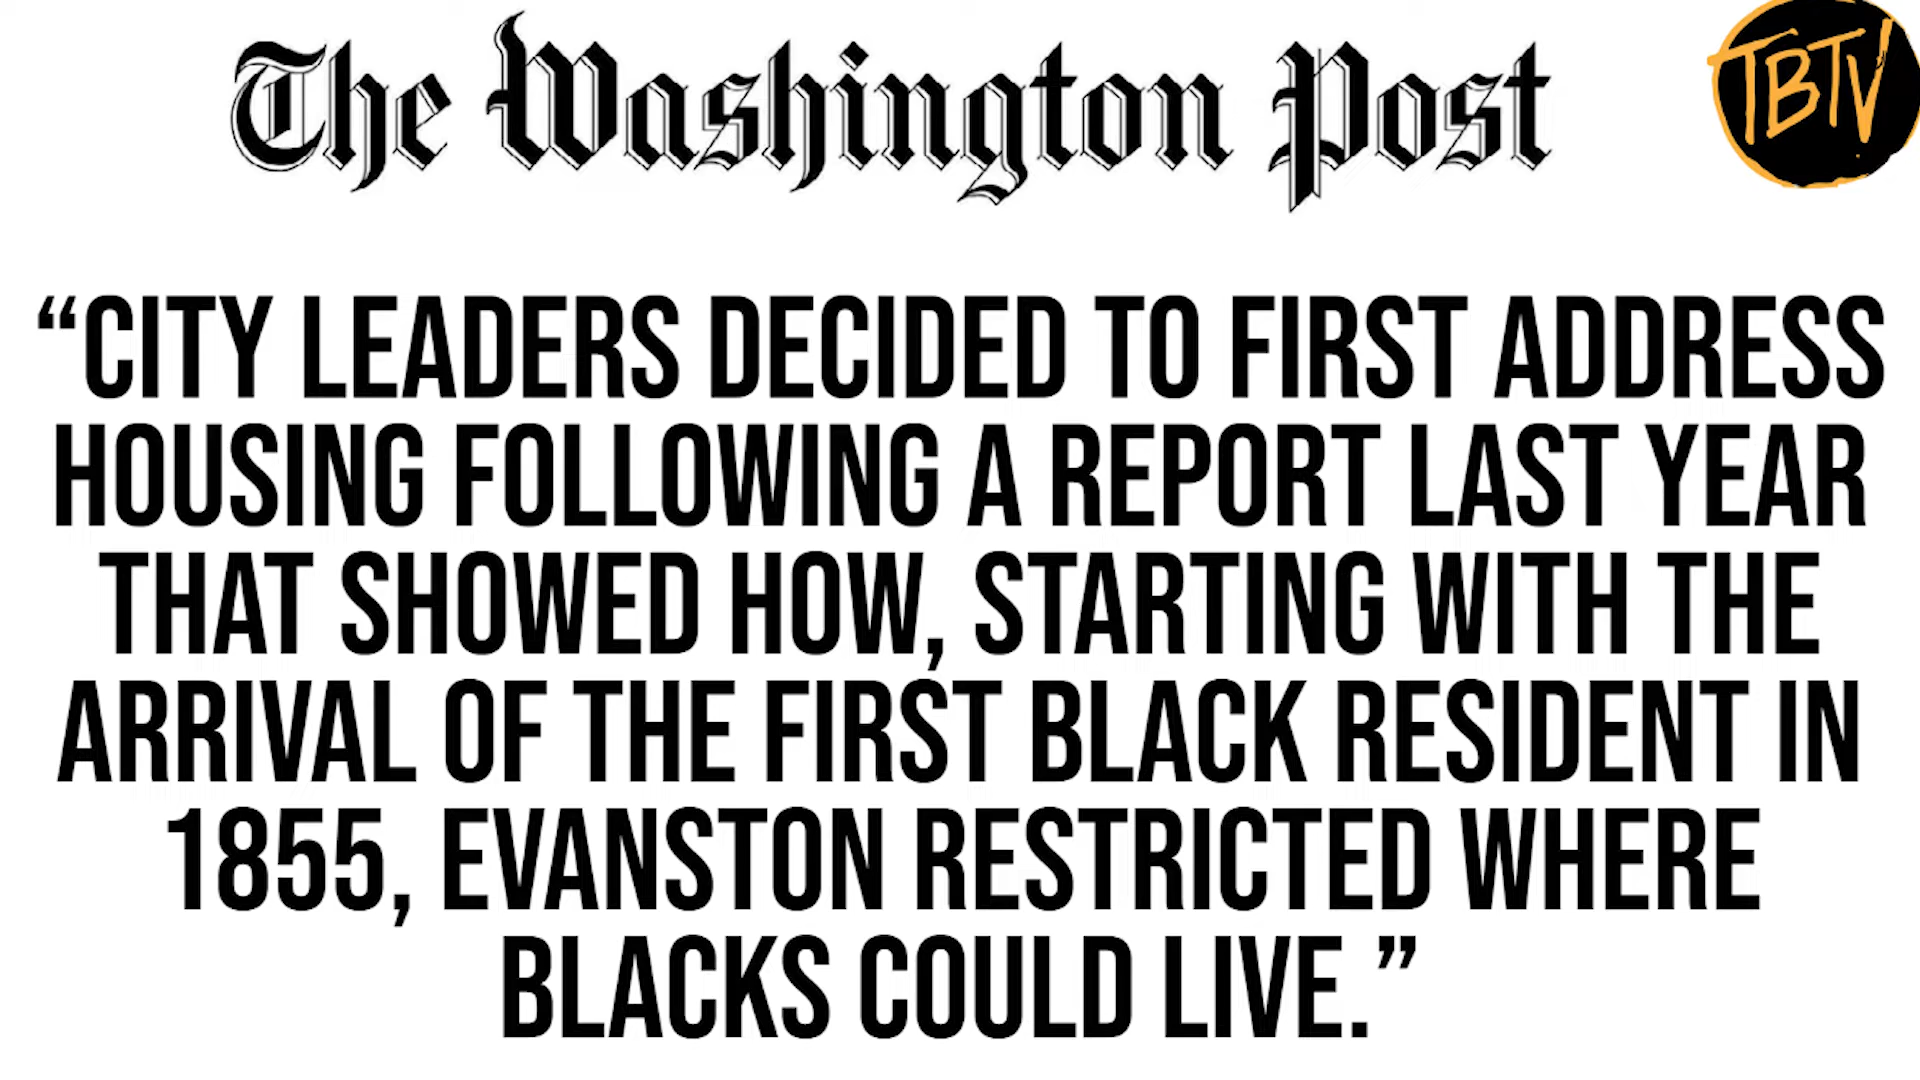 The Washington Post
TBTV
“CITY LEADERS DECIDED TO FIRST ADDRESS
HOUSING FOLLOWING A REPORT LAST YEAR
THAT SHOWED HOW, STARTING WITH THE
ARRIVAL OF THE FIRST BLACK RESIDENT IN
1855, EVANSTON RESTRICTED WHERE
BLACKS COULD LIVE.”